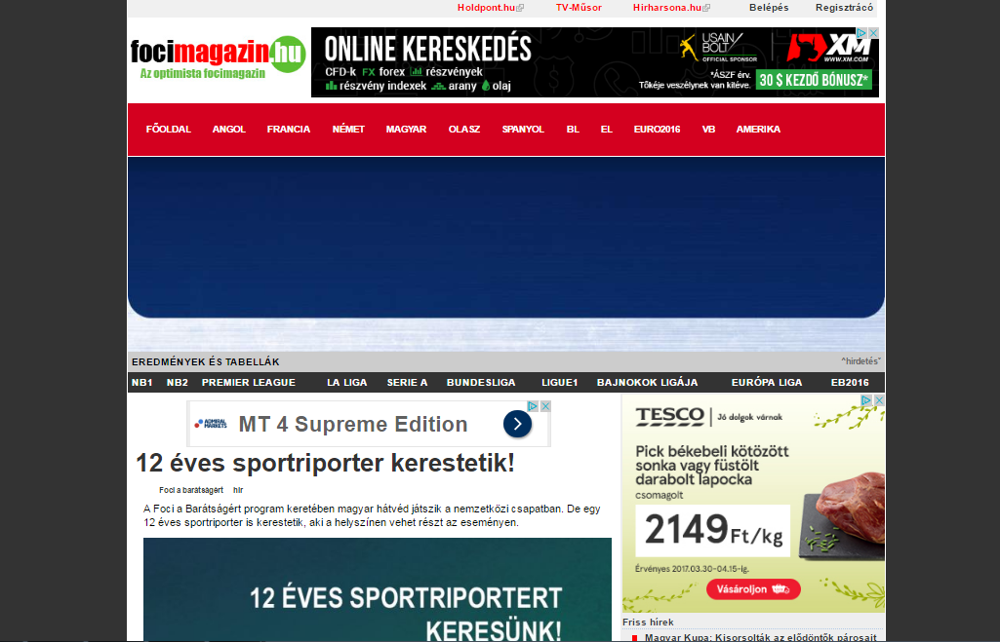 Holdpont.hu TV-Műsor Hirharsona.hu Belépés Regisztráció
focimagazin.hu
Az optimista focimagazin
ONLINE KERESKEDÉS
CFD-k FX forex részvények
részvény indexek arany olaj
USAIN
BOLT
OFFICIAL SPONSOR
XM
WWW.XM.COM
*ÁSZF érv.
Tőkéje veszélynek van kitéve.
30 $ KEZDŐ BÓNUSZ*
FŐOLDAL ANGOL FRANCIA NÉMET MAGYAR OLASZ SPANYOL BL EL EURO2016 VB AMERIKA
EREDMÉNYEK ÉS TABELLÁK
^hirdetésˇ
NB1 NB2 PREMIER LEAGUE LA LIGA SERIE A BUNDESLIGA LIGUE1 BAJNOKOK LIGÁJA EURÓPA LIGA EB2016
ADMIRAL
MARKETS
MT 4 Supreme Edition
12 éves sportriporter kerestetik!
Foci a barátságért hír
A Foci a Barátságért program keretében magyar hátvéd játszik a nemzetközi csapatban. De egy
12 éves sportriporter is kerestetik, aki a helyszínen vehet részt az eseményen.
12 ÉVES SPORTRIPORTERT
KERESÜNK!
TESCO Jó dolgok várnak
Pick békebeli kötözött
sonka vagy füstölt
darabolt lapocka
csomagolt
2149 Ft/kg
Érvényes 2017.03.30-04.15-ig.
Vásároljon
Friss hírek
Magyar Kupa: Kisorsolták az elődöntők párosait